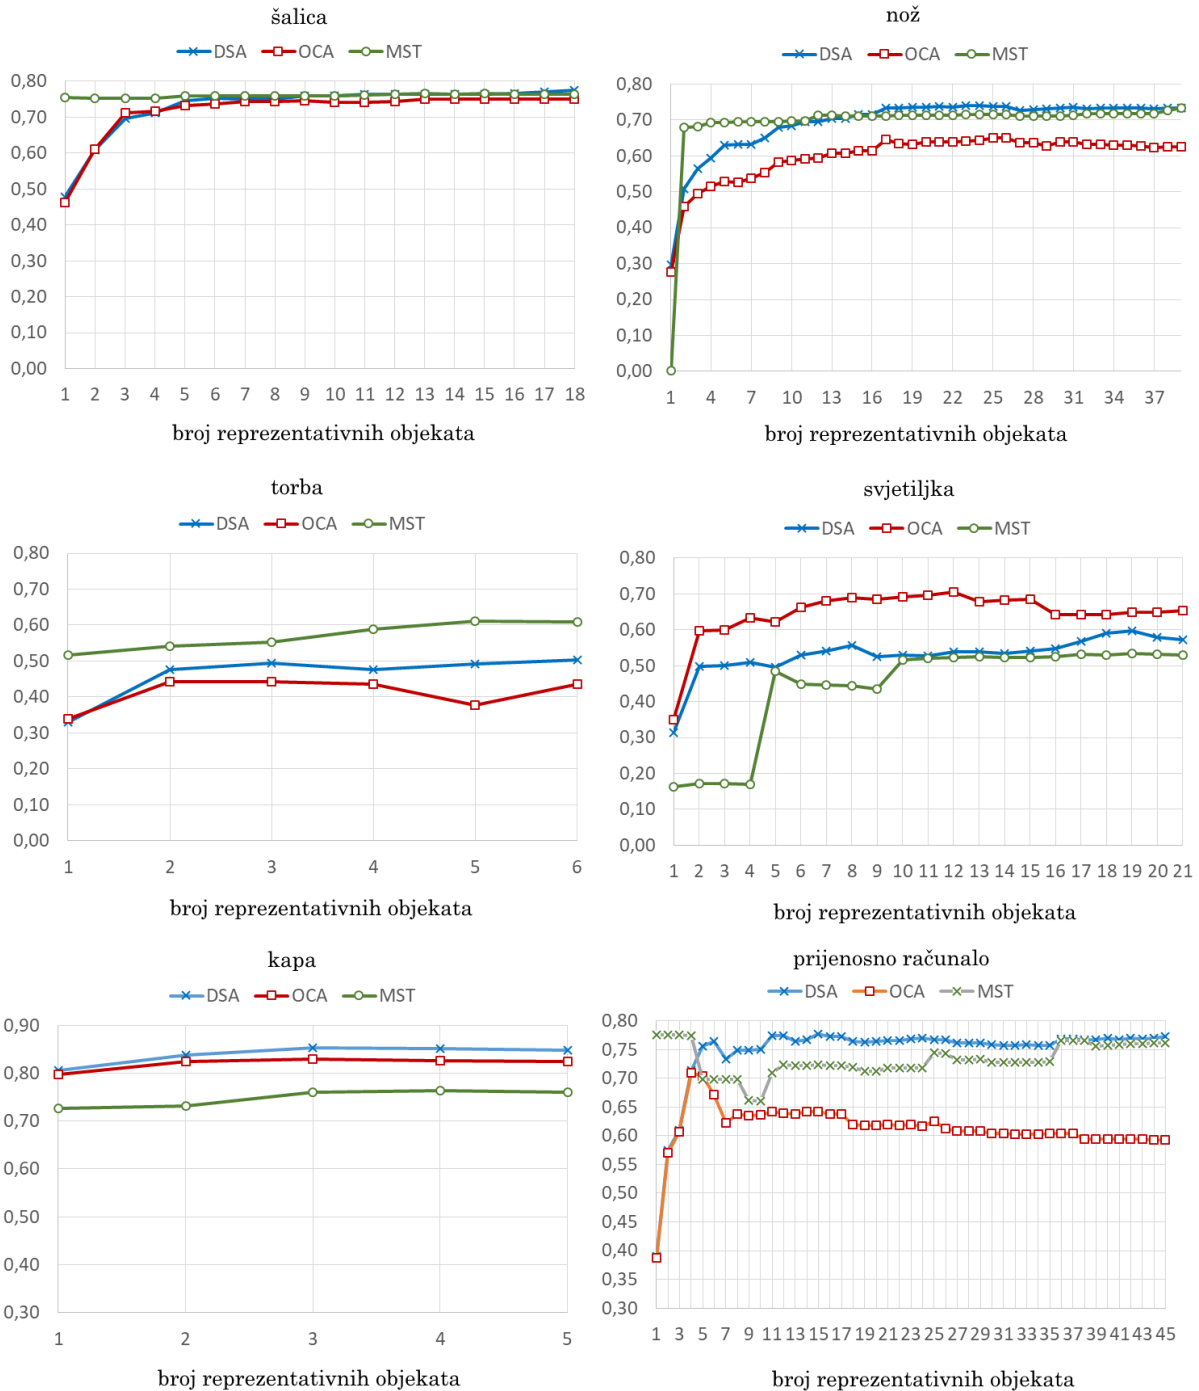 šalica
DSA OCA MST
0,80
0,70
0,60
0,50
0,40
0,30
0,20
0,10
0,00
1 2 3 4 5 6 7 8 9 10 11 12 13 14 15 16 17 18
broj reprezentativnih objekata
nož
DSA OCA MST
0,80
0,70
0,60
0,50
0,40
0,30
0,20
0,10
0,00
1 4 7 10 13 16 19 22 25 28 31 34 37
broj reprezentativnih objekata
torba
DSA OCA MST
0,80
0,70
0,60
0,50
0,40
0,30
0,20
0,10
0,00
1 2 3 4 5 6
broj reprezentativnih objekata
svjetiljka
DSA OCA MST
0,80
0,70
0,60
0,50
0,40
0,30
0,20
0,10
0,00
1 2 3 4 5 6 7 8 9 10 11 12 13 14 15 16 17 18 19 20 21
broj reprezentativnih objekata
kapa
DSA OCA MST
0,90
0,80
0,70
0,60
0,50
0,40
0,30
1 2 3 4 5
broj reprezentativnih objekata
prijenosno računalo
DSA OCA MST
0,80
0,75
0,70
0,65
0,60
0,55
0,50
0,45
0,40
0,35
0,30
1 3 5 7 9 11 13 15 17 19 21 23 25 27 29 31 33 35 37 39 41 43 45
broj reprezentativnih objekata